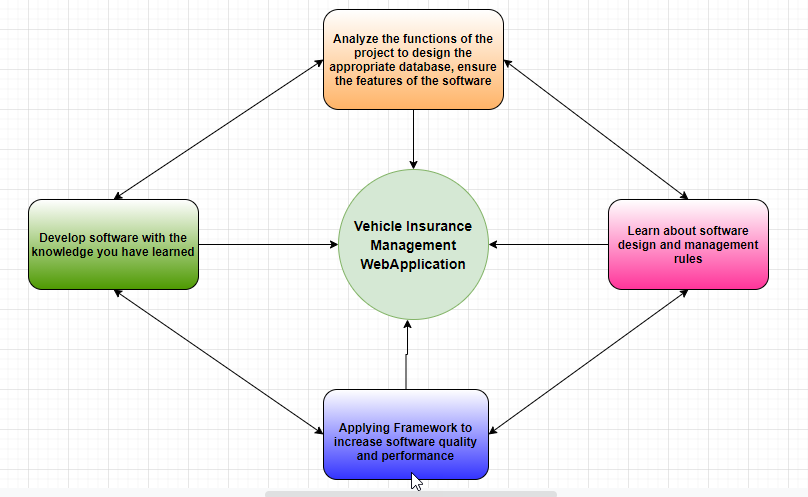 Analyze the functions of the
project to design the
appropriate database, ensure
the features of the software
Develop software with the
knowledge you have learned
Vehicle Insurance
Management
WebApplication
Learn about software
design and management
rules
Applying Framework to
increase software quality
and performance